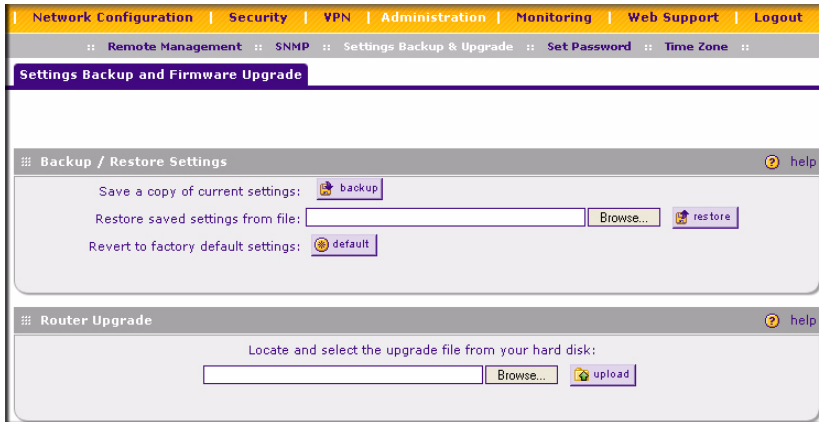 Network Configuration | Security | VPN | Administration | Monitoring | Web Support | Logout
:: Remote Management :: SNMP :: Settings Backup & Upgrade :: Set Password :: Time Zone ::
Settings Backup and Firmware Upgrade
Backup / Restore Settings ? help
Save a copy of current settings: backup
Restore saved settings from file: Browse... restore
Revert to factory default settings: default
Router Upgrade ? help
Locate and select the upgrade file from your hard disk:
Browse... upload